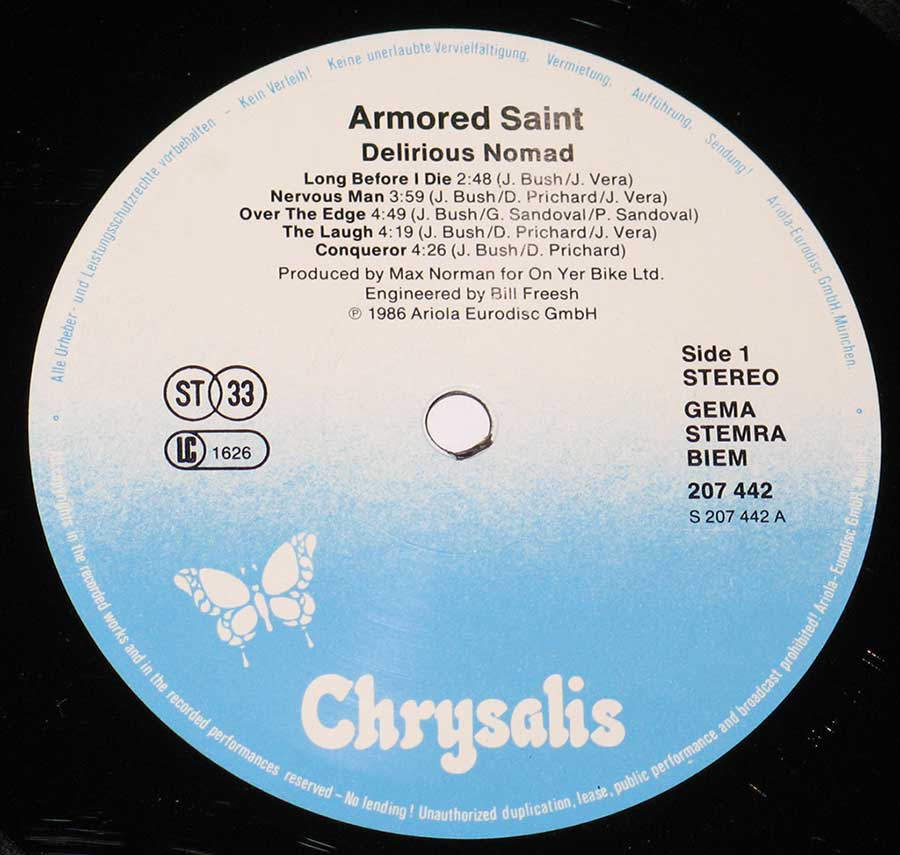 Alle Urheber- und Leistungsschutzrechte vorbehalten - Kein Verleih! Keine unerlaubte Vervielfältigung, Vermietung, Aufführung, Sendung! Ariola-Eurodisc GmbH. München.
Armored Saint
Delirious Nomad
Long Before I Die 2:48 (J. Bush/J. Vera)
Nervous Man 3:59 (J. Bush/D. Prichard/J. Vera)
Over The Edge 4:49 (J. Bush/G. Sandoval/P. Sandoval)
The Laugh 4:19 (J. Bush/D. Prichard/J. Vera)
Conqueror 4:26 (J. Bush/D. Prichard)
Produced by Max Norman for On Yer Bike Ltd.
Engineered by Bill Freesh
℗ 1986 Ariola Eurodisc GmbH
ST 33
LC 1626
Side 1
STEREO
GEMA
STEMRA
BIEM
207 442
S 207 442 A
Chrysalis
in the recorded works and in the recorded performances reserved - No lending! Unauthorized duplication, lease, public performance and broadcast prohibited! Ariola-Eurodisc GmbH